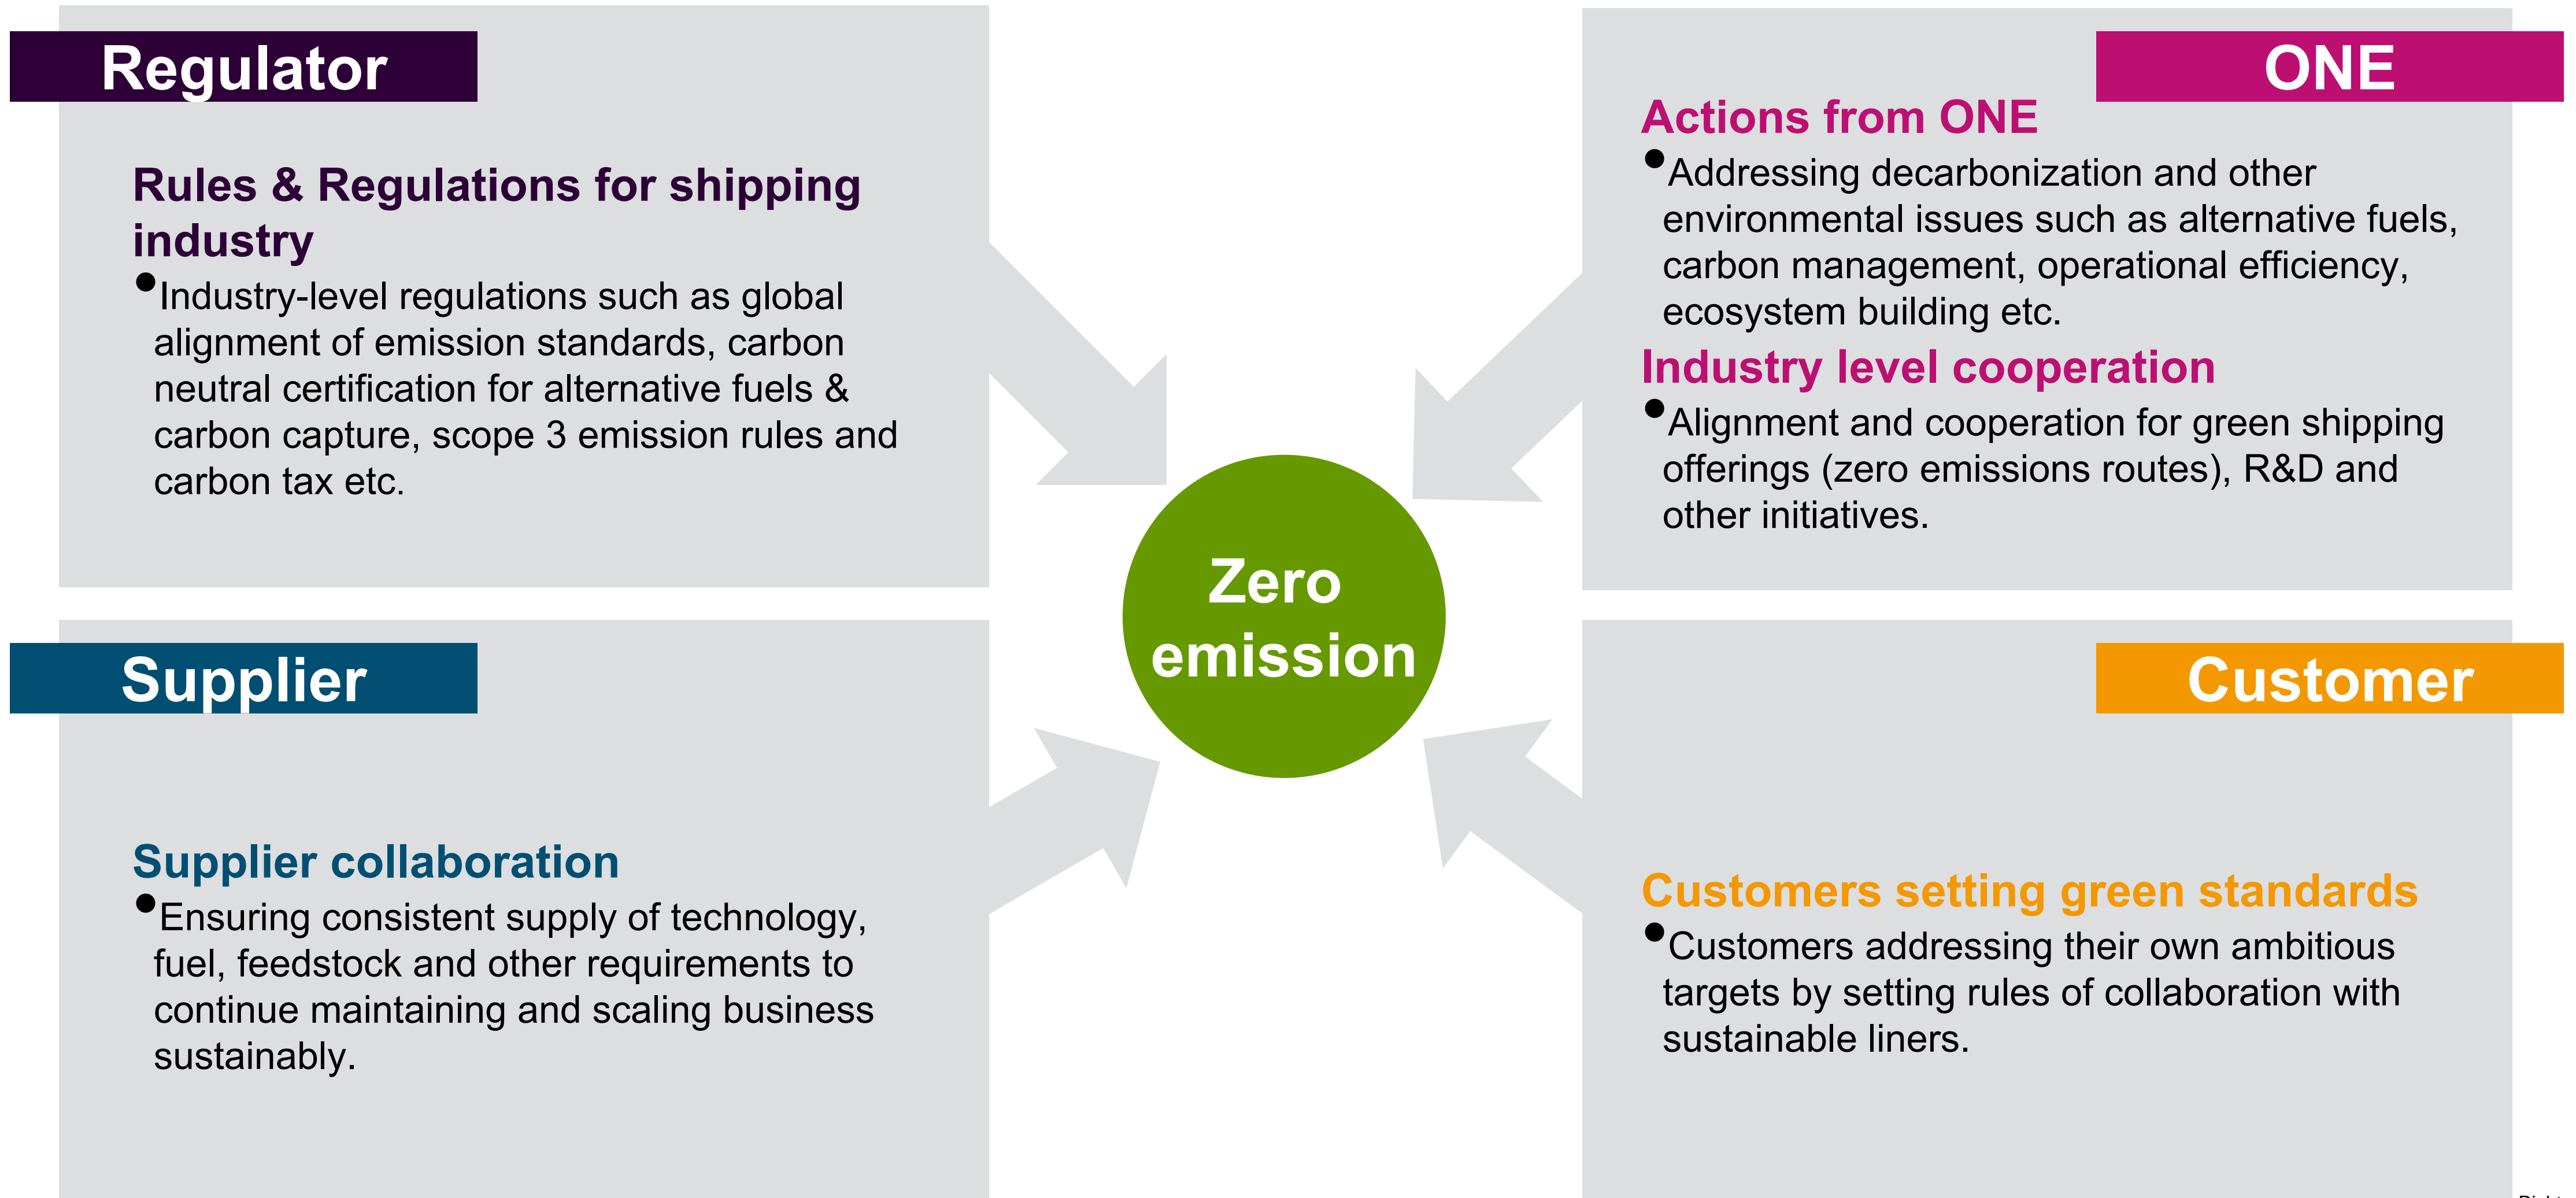 Regulator
Rules & Regulations for shipping
industry
•Industry-level regulations such as global
alignment of emission standards, carbon
neutral certification for alternative fuels &
carbon capture, scope 3 emission rules and
carbon tax etc.
ONE
Actions from ONE
•Addressing decarbonization and other
environmental issues such as alternative fuels,
carbon management, operational efficiency,
ecosystem building etc.
Industry level cooperation
•Alignment and cooperation for green shipping
offerings (zero emissions routes), R&D and
other initiatives.
Zero
emission
Supplier
Supplier collaboration
•Ensuring consistent supply of technology,
fuel, feedstock and other requirements to
continue maintaining and scaling business
sustainably.
Customer
Customers setting green standards
•Customers addressing their own ambitious
targets by setting rules of collaboration with
sustainable liners.